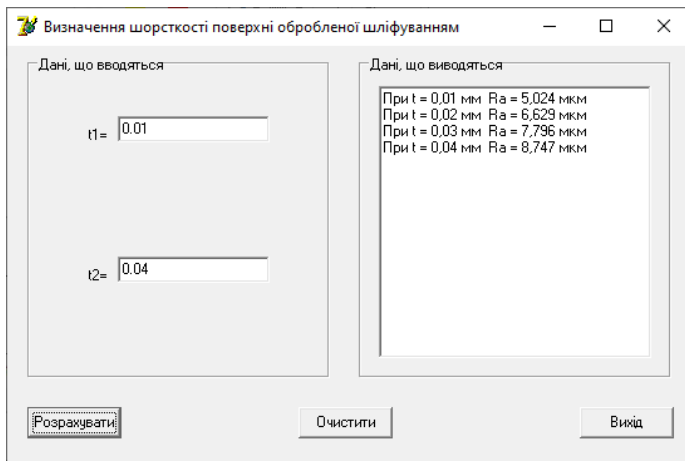 Визначення шорсткості поверхні обробленої шліфуванням
Дані, що вводяться
t1= 0.01
t2= 0.04
Дані, що виводяться
При t = 0,01 мм Ra = 5,024 мкм
При t = 0,02 мм Ra = 6,629 мкм
При t = 0,03 мм Ra = 7,796 мкм
При t = 0,04 мм Ra = 8,747 мкм
Розрахувати
Очистити
Вихід